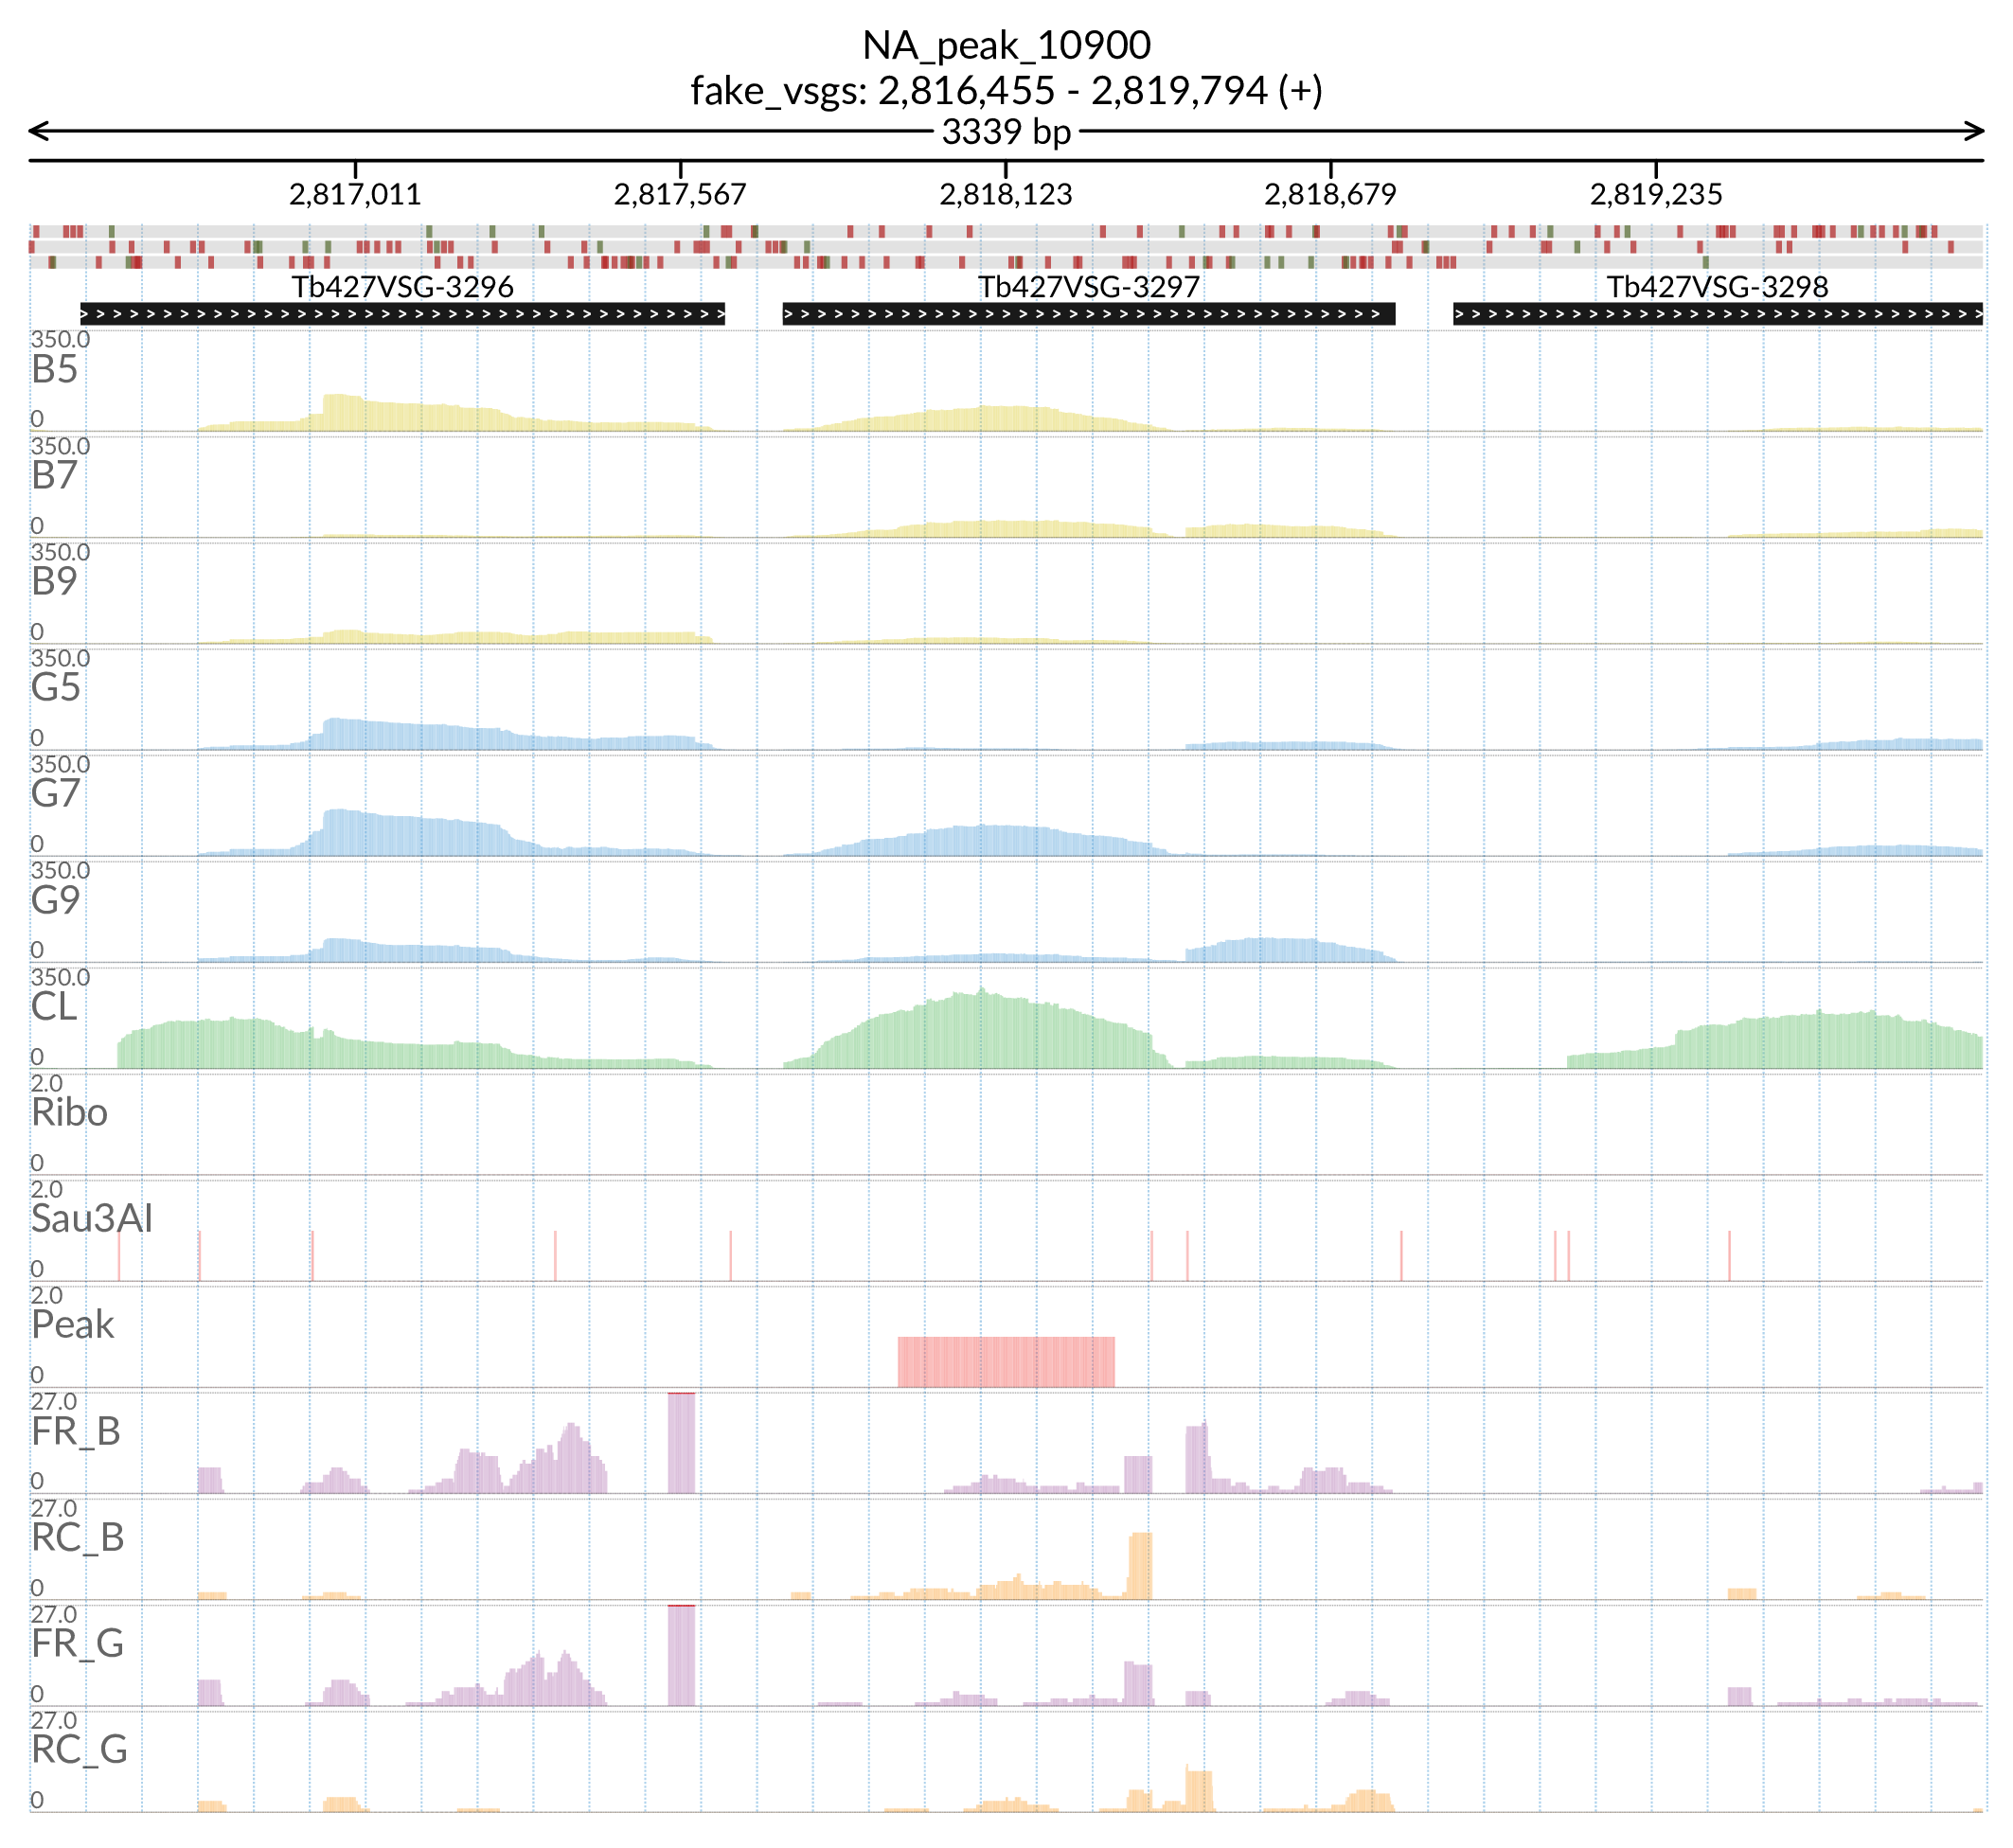 NA_peak_10900
fake_vsgs: 2,816,455 - 2,819,794 (+)
3339 bp
2,817,011 2,817,567 2,818,123 2,818,679 2,819,235
Tb427VSG-3296 Tb427VSG-3297 Tb427VSG-3298
350.0
B5
0
350.0
B7
0
350.0
B9
0
350.0
G5
0
350.0
G7
0
350.0
G9
0
350.0
CL
0
2.0
Ribo
0
2.0
Sau3AI
0
2.0
Peak
0
27.0
FR_B
0
27.0
RC_B
0
27.0
FR_G
0
27.0
RC_G
0